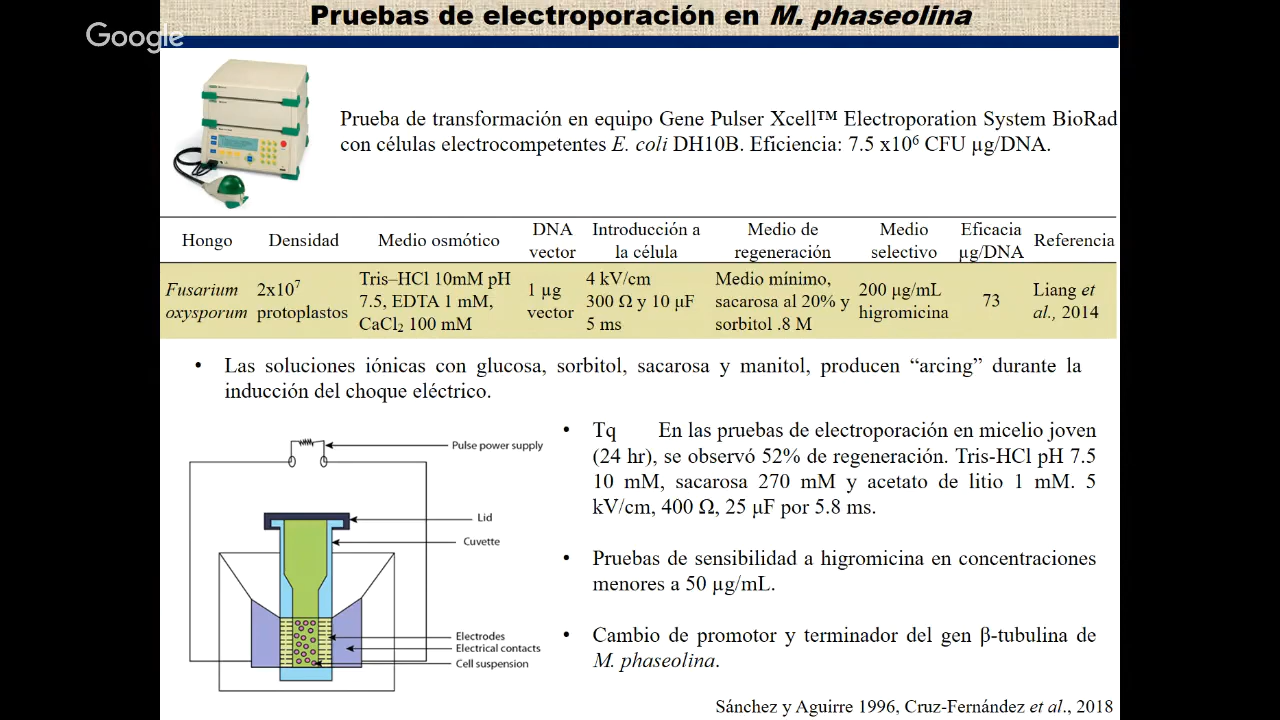 Pruebas de electroporación en M. phaseolina
Google
Prueba de transformación en equipo Gene Pulser Xcell™ Electroporation System BioRad
con células electrocompetentes E. coli DH10B. Eficiencia: 7.5 x10⁶ CFU µg/DNA.
Hongo Densidad Medio osmótico DNA vector Introducción a la célula Medio de regeneración Medio selectivo Eficacia µg/DNA Referencia
Fusarium oxysporum 2x10⁷ protoplastos Tris–HCl 10mM pH 7.5, EDTA 1 mM, CaCl₂ 100 mM 1 µg vector 4 kV/cm 300 Ω y 10 µF 5 ms Medio mínimo, sacarosa al 20% y sorbitol .8 M 200 µg/mL higromicina 73 Liang et al., 2014
• Las soluciones iónicas con glucosa, sorbitol, sacarosa y manitol, producen “arcing” durante la
inducción del choque eléctrico.
• Tq En las pruebas de electroporación en micelio joven
(24 hr), se observó 52% de regeneración. Tris-HCl pH 7.5
10 mM, sacarosa 270 mM y acetato de litio 1 mM. 5
kV/cm, 400 Ω, 25 µF por 5.8 ms.
• Pruebas de sensibilidad a higromicina en concentraciones
menores a 50 µg/mL.
• Cambio de promotor y terminador del gen β-tubulina de
M. phaseolina.
Pulse power supply
Lid
Cuvette
Electrodes
Electrical contacts
Cell suspension
Sánchez y Aguirre 1996, Cruz-Fernández et al., 2018